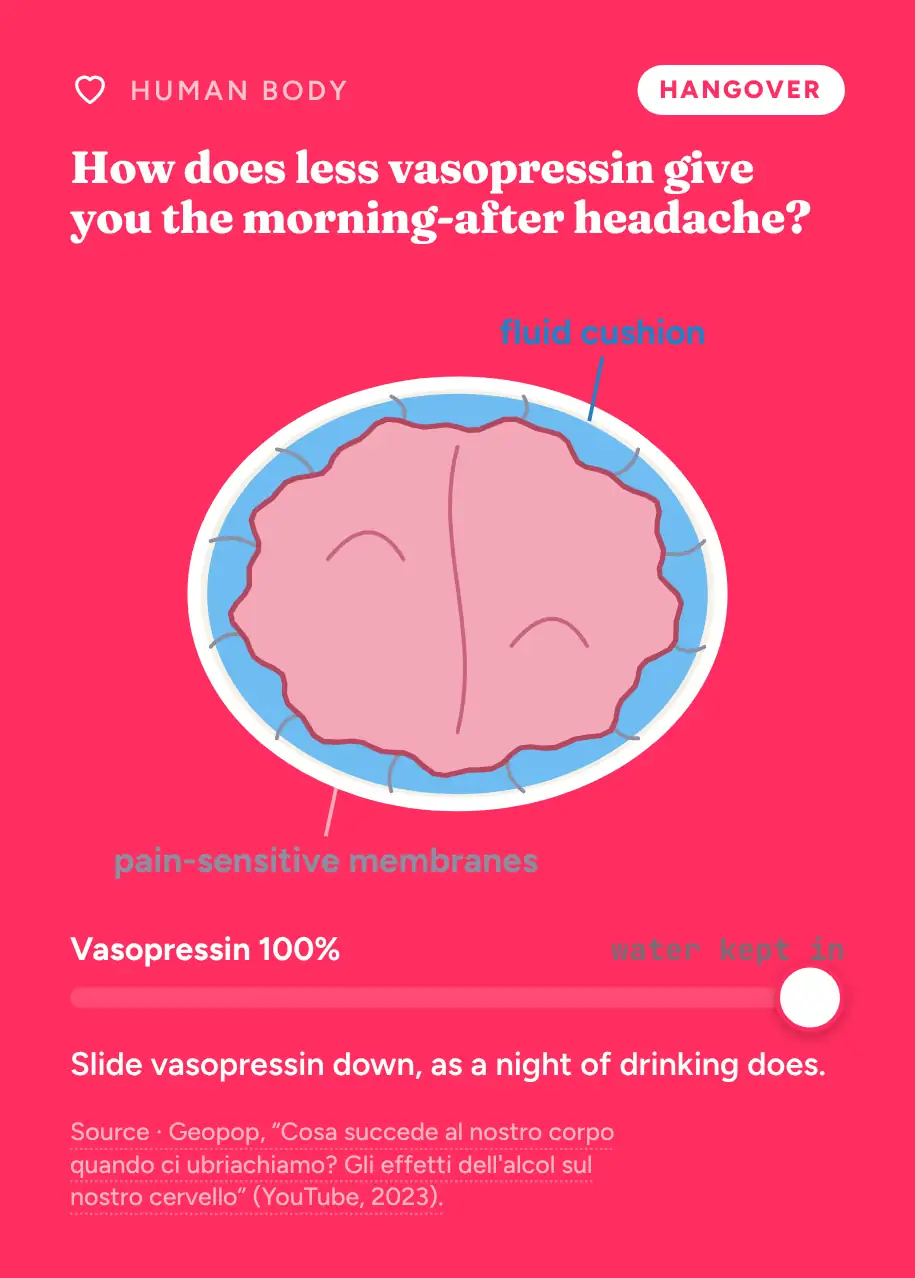 HUMAN BODY
HANGOVER
How does less vasopressin give
you the morning-after headache?
fluid cushion
pain-sensitive membranes
Vasopressin 100%
water kept in
Slide vasopressin down, as a night of drinking does.
Source · Geopop, “Cosa succede al nostro corpo
quando ci ubriachiamo? Gli effetti dell'alcol sul
nostro cervello” (YouTube, 2023).